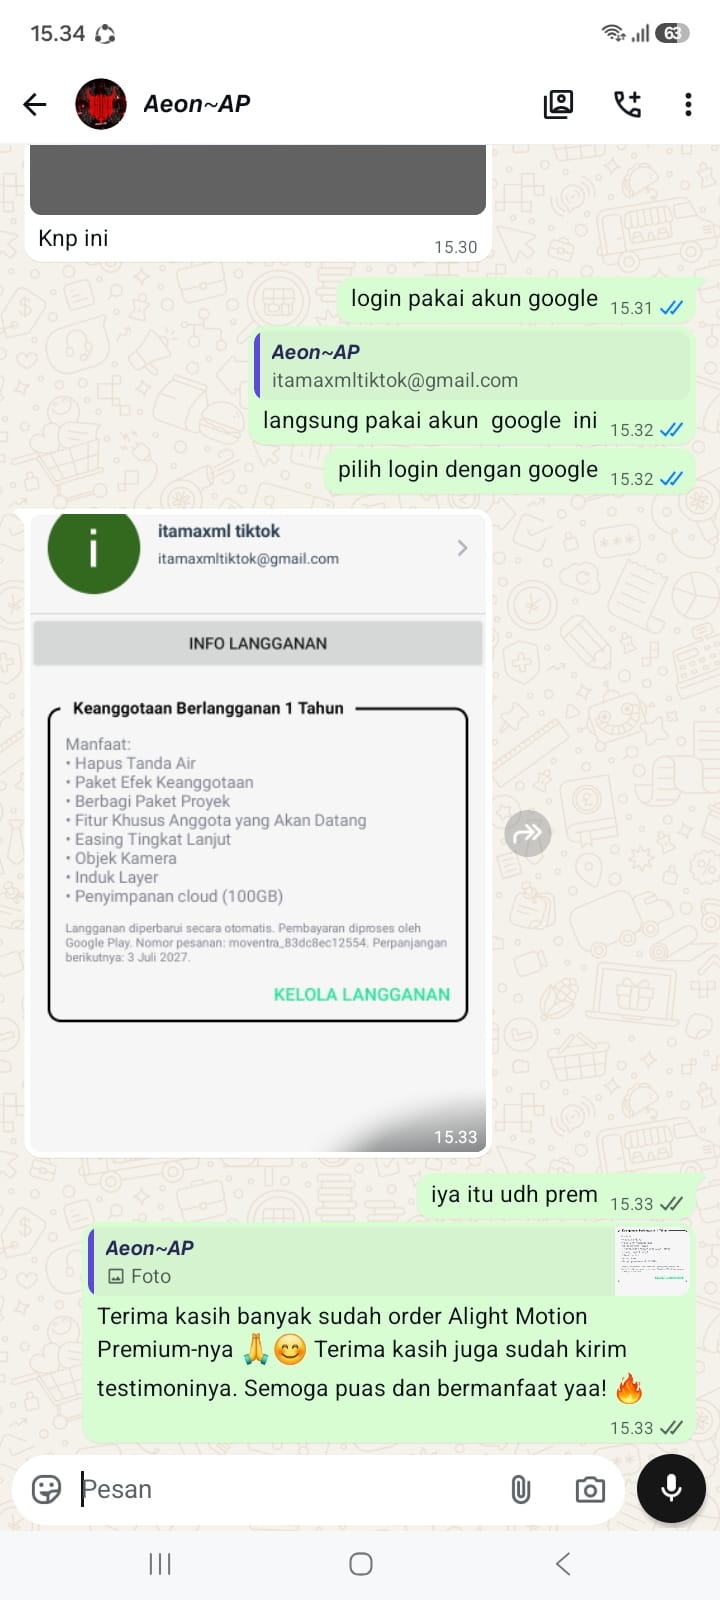 15.34
63
Aeon~AP
Knp ini
15.30
login pakai akun google
15.31
Aeon~AP
itamaxmltiktok@gmail.com
langsung pakai akun google ini
15.32
pilih login dengan google
15.32
i
itamaxml tiktok
itamaxmltiktok@gmail.com
INFO LANGGANAN
Keanggotaan Berlangganan 1 Tahun
Manfaat:
• Hapus Tanda Air
• Paket Efek Keanggotaan
• Berbagi Paket Proyek
• Fitur Khusus Anggota yang Akan Datang
• Easing Tingkat Lanjut
• Objek Kamera
• Induk Layer
• Penyimpanan cloud (100GB)
Langganan diperbarui secara otomatis. Pembayaran diproses oleh
Google Play. Nomor pesanan: moventra_83dc8ec12554. Perpanjangan
berikutnya: 3 Juli 2027.
KELOLA LANGGANAN
15.33
iya itu udh prem
15.33
Aeon~AP
Foto
Terima kasih banyak sudah order Alight Motion
Premium-nya 🙏😊 Terima kasih juga sudah kirim
testimoninya. Semoga puas dan bermanfaat yaa! 🔥
15.33
Pesan